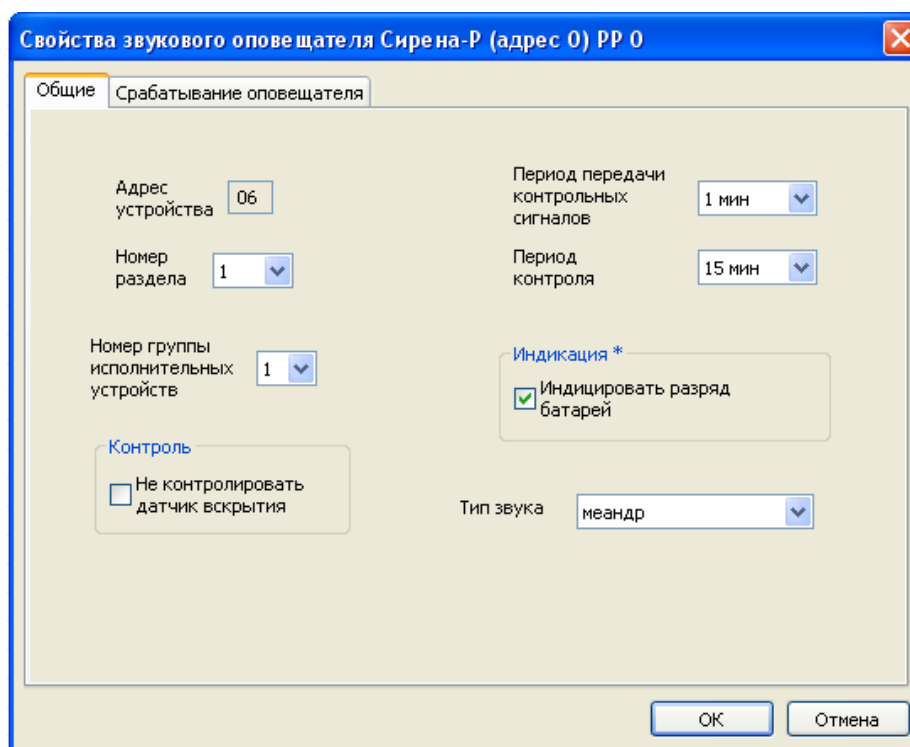 Свойства звукового оповещателя Сирена-Р (адрес 0) РР 0
Общие
Срабатывание оповещателя
Адрес
устройства
06
Номер
раздела
1
Номер группы
исполнительных
устройств
1
Контроль
Не контролировать
датчик вскрытия
Период передачи
контрольных
сигналов
1 мин
Период
контроля
15 мин
Индикация *
Индицировать разряд
батарей
Тип звука
меандр
ОК
Отмена